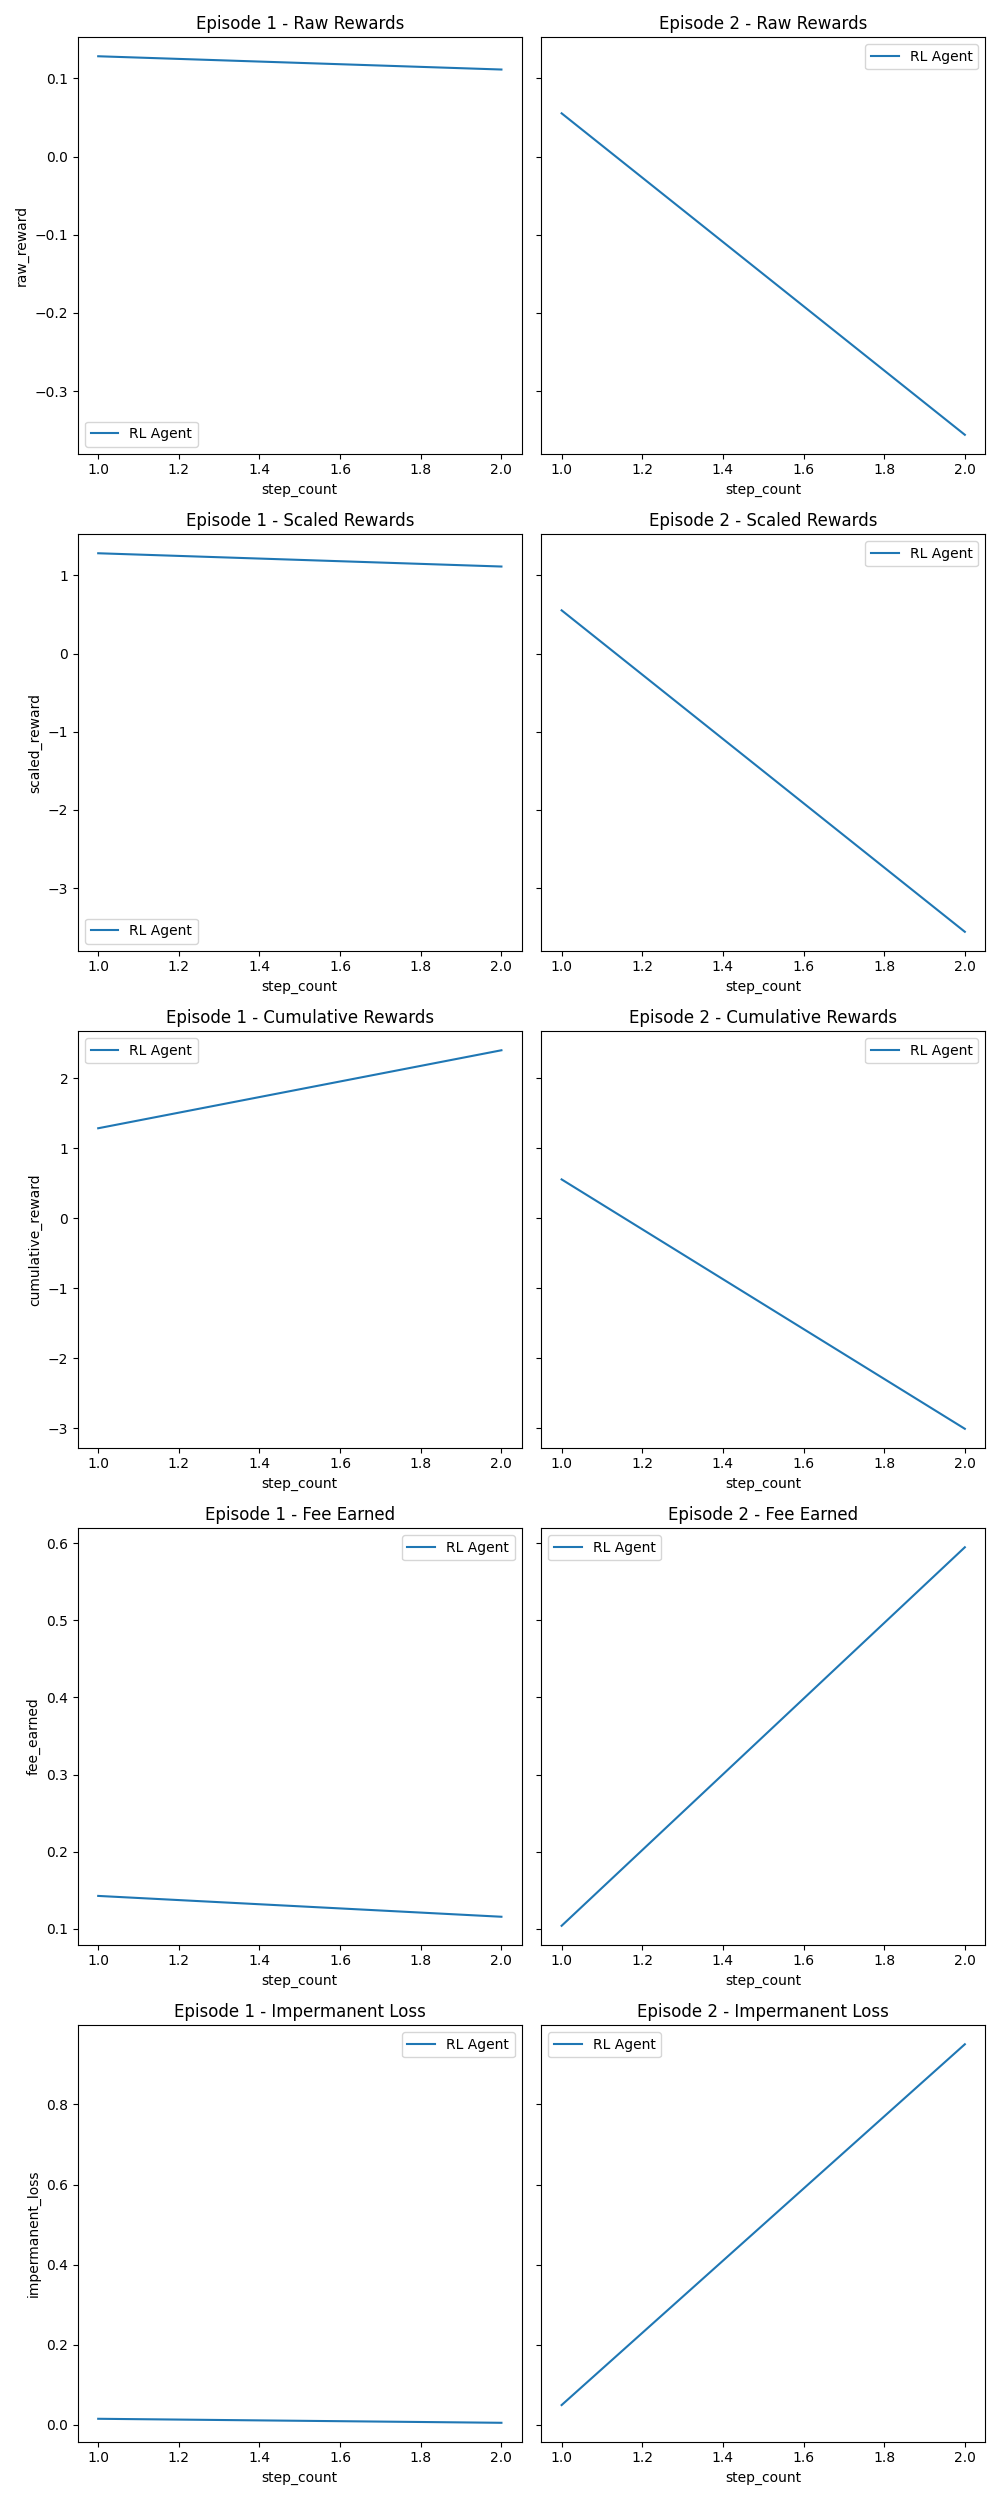 Episode 1 - Raw Rewards
Episode 2 - Raw Rewards
raw_reward
0.1
0.0
−0.1
−0.2
−0.3
RL Agent
RL Agent
1.0 1.2 1.4 1.6 1.8 2.0
1.0 1.2 1.4 1.6 1.8 2.0
step_count
step_count
Episode 1 - Scaled Rewards
Episode 2 - Scaled Rewards
scaled_reward
1
0
−1
−2
−3
RL Agent
RL Agent
1.0 1.2 1.4 1.6 1.8 2.0
1.0 1.2 1.4 1.6 1.8 2.0
step_count
step_count
Episode 1 - Cumulative Rewards
Episode 2 - Cumulative Rewards
cumulative_reward
2
1
0
−1
−2
−3
RL Agent
RL Agent
1.0 1.2 1.4 1.6 1.8 2.0
1.0 1.2 1.4 1.6 1.8 2.0
step_count
step_count
Episode 1 - Fee Earned
Episode 2 - Fee Earned
fee_earned
0.6
0.5
0.4
0.3
0.2
0.1
RL Agent
RL Agent
1.0 1.2 1.4 1.6 1.8 2.0
1.0 1.2 1.4 1.6 1.8 2.0
step_count
step_count
Episode 1 - Impermanent Loss
Episode 2 - Impermanent Loss
impermanent_loss
0.8
0.6
0.4
0.2
0.0
RL Agent
RL Agent
1.0 1.2 1.4 1.6 1.8 2.0
1.0 1.2 1.4 1.6 1.8 2.0
step_count
step_count